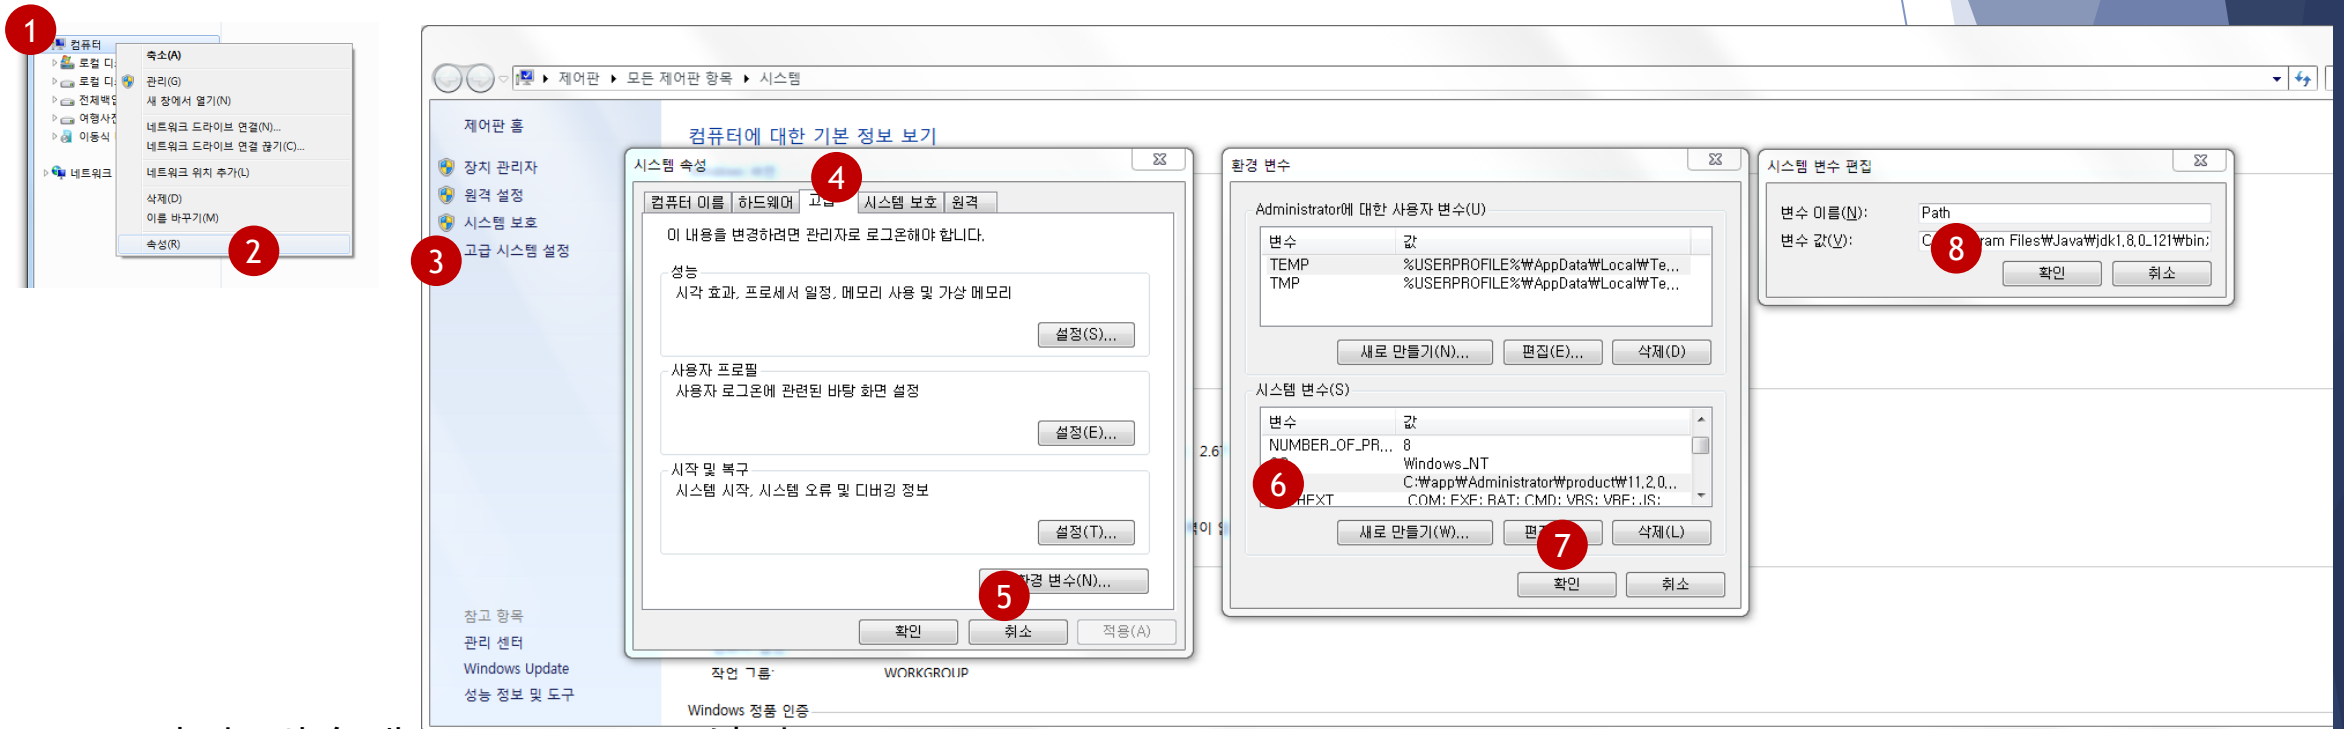 1
컴퓨터
로컬
로컬
전체백업
여행사진
이동식
네트워크
축소(A)
관리(G)
새 창에서 열기(N)
네트워크 드라이브 연결(N)...
네트워크 드라이브 연결 끊기(C)...
네트워크 위치 추가(L)
삭제(D)
이름 바꾸기(M)
속성(R)
2
제어판 ▶ 모든 제어판 항목 ▶ 시스템
제어판 홈
장치 관리자
원격 설정
시스템 보호
고급 시스템 설정
3
참고 항목
관리 센터
Windows Update
성능 정보 및 도구
컴퓨터에 대한 기본 정보 보기
시스템 속성
4
컴퓨터 이름 하드웨어 고급 시스템 보호 원격
이 내용을 변경하려면 관리자로 로그온해야 합니다.
성능
시각 효과, 프로세서 일정, 메모리 사용 및 가상 메모리
설정(S)...
사용자 프로필
사용자 로그온에 관련된 바탕 화면 설정
설정(E)...
시작 및 복구
시스템 시작, 시스템 오류 및 디버깅 정보
설정(T)...
환경 변수(N)...
5
확인 취소 적용(A)
작업 그룹: WORKGROUP
Windows 정품 인증
2.67
환경 변수
Administrator에 대한 사용자 변수(U)
변수 값
TEMP %USERPROFILE%₩AppData₩Local₩Te...
TMP %USERPROFILE%₩AppData₩Local₩Te...
새로 만들기(N)... 편집(E)... 삭제(D)
시스템 변수(S)
변수 값
NUMBER_OF_PR... 8
Windows_NT
6
C:₩app₩Administrator₩product₩11.2.0...
HEXT .COM;.EXE;.BAT;.CMD;.VBS;.VBE;.JS;
새로 만들기(W)... 편집 삭제(L)
7
확인 취소
시스템 변수 편집
변수 이름(N): Path
변수 값(V): C ram Files₩Java₩jdk1.8.0_121₩bin;
8
확인 취소